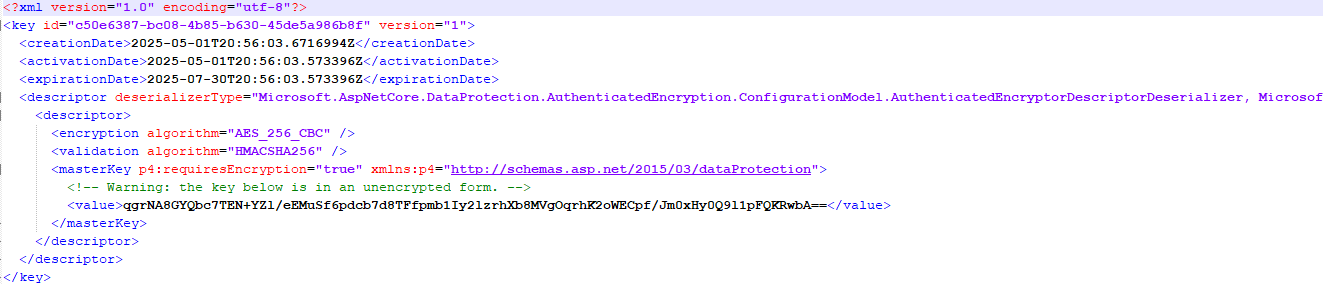 <?xml version="1.0" encoding="utf-8"?>
<key id="c50e6387-bc08-4b85-b630-45de5a986b8f" version="1">
<creationDate>2025-05-01T20:56:03.6716994Z</creationDate>
<activationDate>2025-05-01T20:56:03.573396Z</activationDate>
<expirationDate>2025-07-30T20:56:03.573396Z</expirationDate>
<descriptor deserializerType="Microsoft.AspNetCore.DataProtection.AuthenticatedEncryption.ConfigurationModel.AuthenticatedEncryptorDescriptorDeserializer, Microsof
<descriptor>
<encryption algorithm="AES_256_CBC" />
<validation algorithm="HMACSHA256" />
<masterKey p4:requiresEncryption="true" xmlns:p4="http://schemas.asp.net/2015/03/dataProtection">
<!-- Warning: the key below is in an unencrypted form. -->
<value>qgrNA8GYQbc7TEN+YZl/eEMuSf6pdcb7d8TFfpmb1Iy2lzrhXb8MVgOqrhK2oWECpf/Jm0xHy0Q9l1pFQKRwbA==</value>
</masterKey>
</descriptor>
</descriptor>
</key>